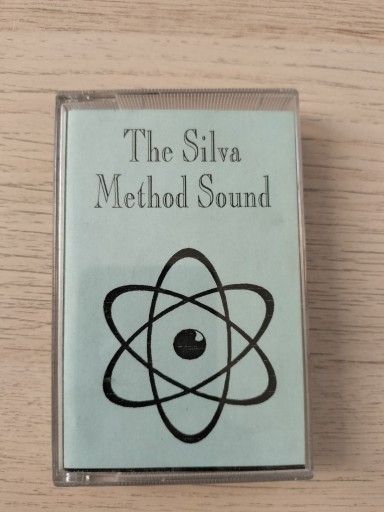 The Silva
Method Sound